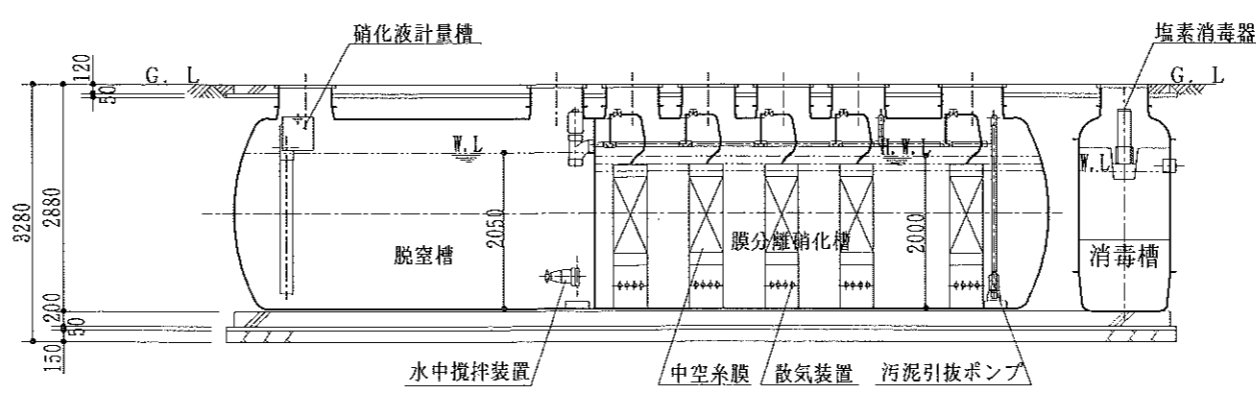 硝化液計量槽
塩素消毒器
120
G. L
G. L
50
W.L
H.W.L
W.L
3280
2880
2050
2000
脱窒槽
膜分離硝化槽
消毒槽
200
50
150
水中攪拌装置
中空糸膜
散気装置
汚泥引抜ポンプ